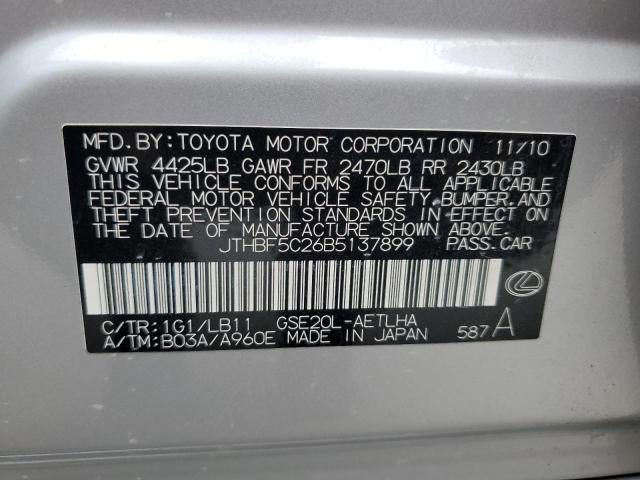 MFD.BY:TOYOTA MOTOR CORPORATION 11/10
GVWR 4425LB GAWR FR 2470LB RR 2430LB
THIS VEHICLE CONFORMS TO ALL APPLICABLE
FEDERAL MOTOR VEHICLE SAFETY,BUMPER,AND
THEFT PREVENTION STANDARDS IN EFFECT ON
THE DATE OF MANUFACTURE SHOWN ABOVE.
JTHBF5C26B5137899 PASS.CAR
C/TR:1G1/LB11 GSE20L-AETLHA
A/TM:B03A/A960E MADE IN JAPAN 587A